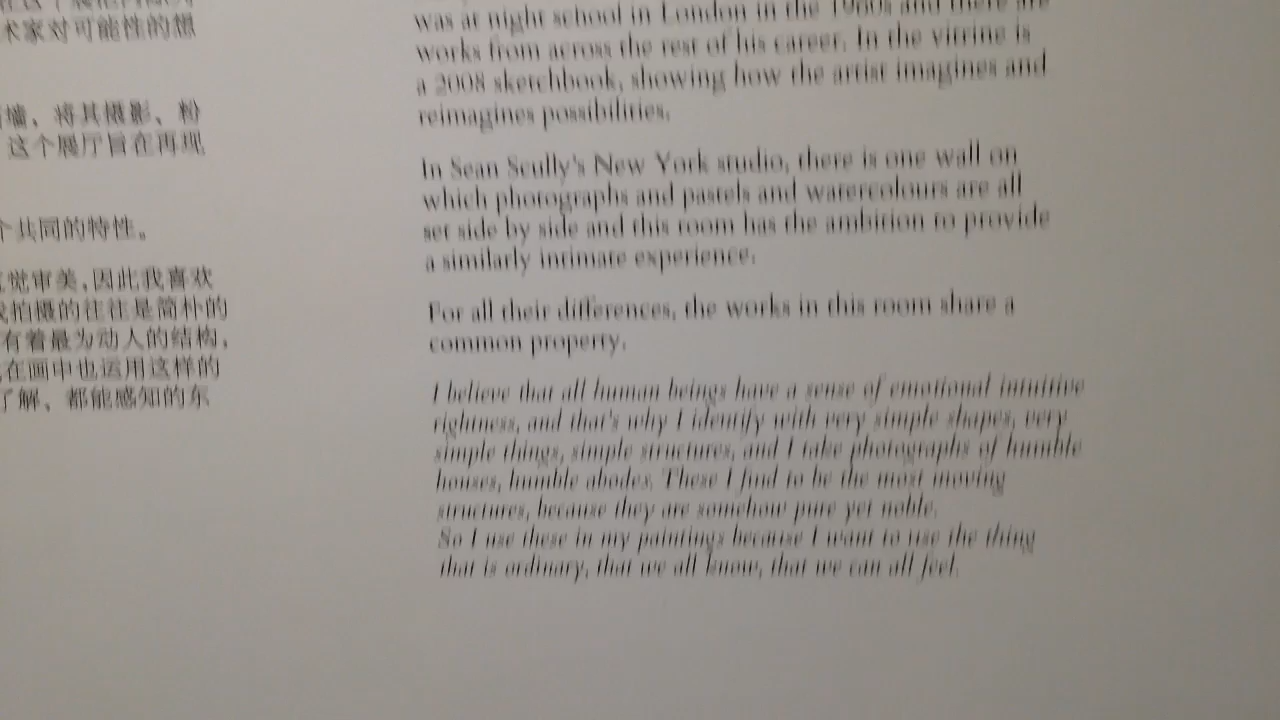 术家对可能性的想
墙、将其摄影、粉
这个展厅旨在再现
个共同的特性。
觉审美,因此我喜欢
拍摄的往往是简朴的
有着最为动人的结构,
在画中也运用这样的
了解、都能感知的东
was at night school in London in the 1960s and there are
works from across the rest of his career. In the vitrine is
a 2008 sketchbook, showing how the artist imagines and
reimagines possibilities.
In Sean Scully's New York studio, there is one wall on
which photographs and pastels and watercolours are all
set side by side and this room has the ambition to provide
a similarly intimate experience.
For all their differences, the works in this room share a
common property.
I believe that all human beings have a sense of emotional intuitive
rightness, and that's why I identify with very simple shapes, very
simple things, simple structures, and I take photographs of humble
houses, humble abodes. These I find to be the most moving
structures, because they are somehow pure yet noble.
So I use these in my paintings because I want to use the thing
that is ordinary, that we all know, that we can all feel.